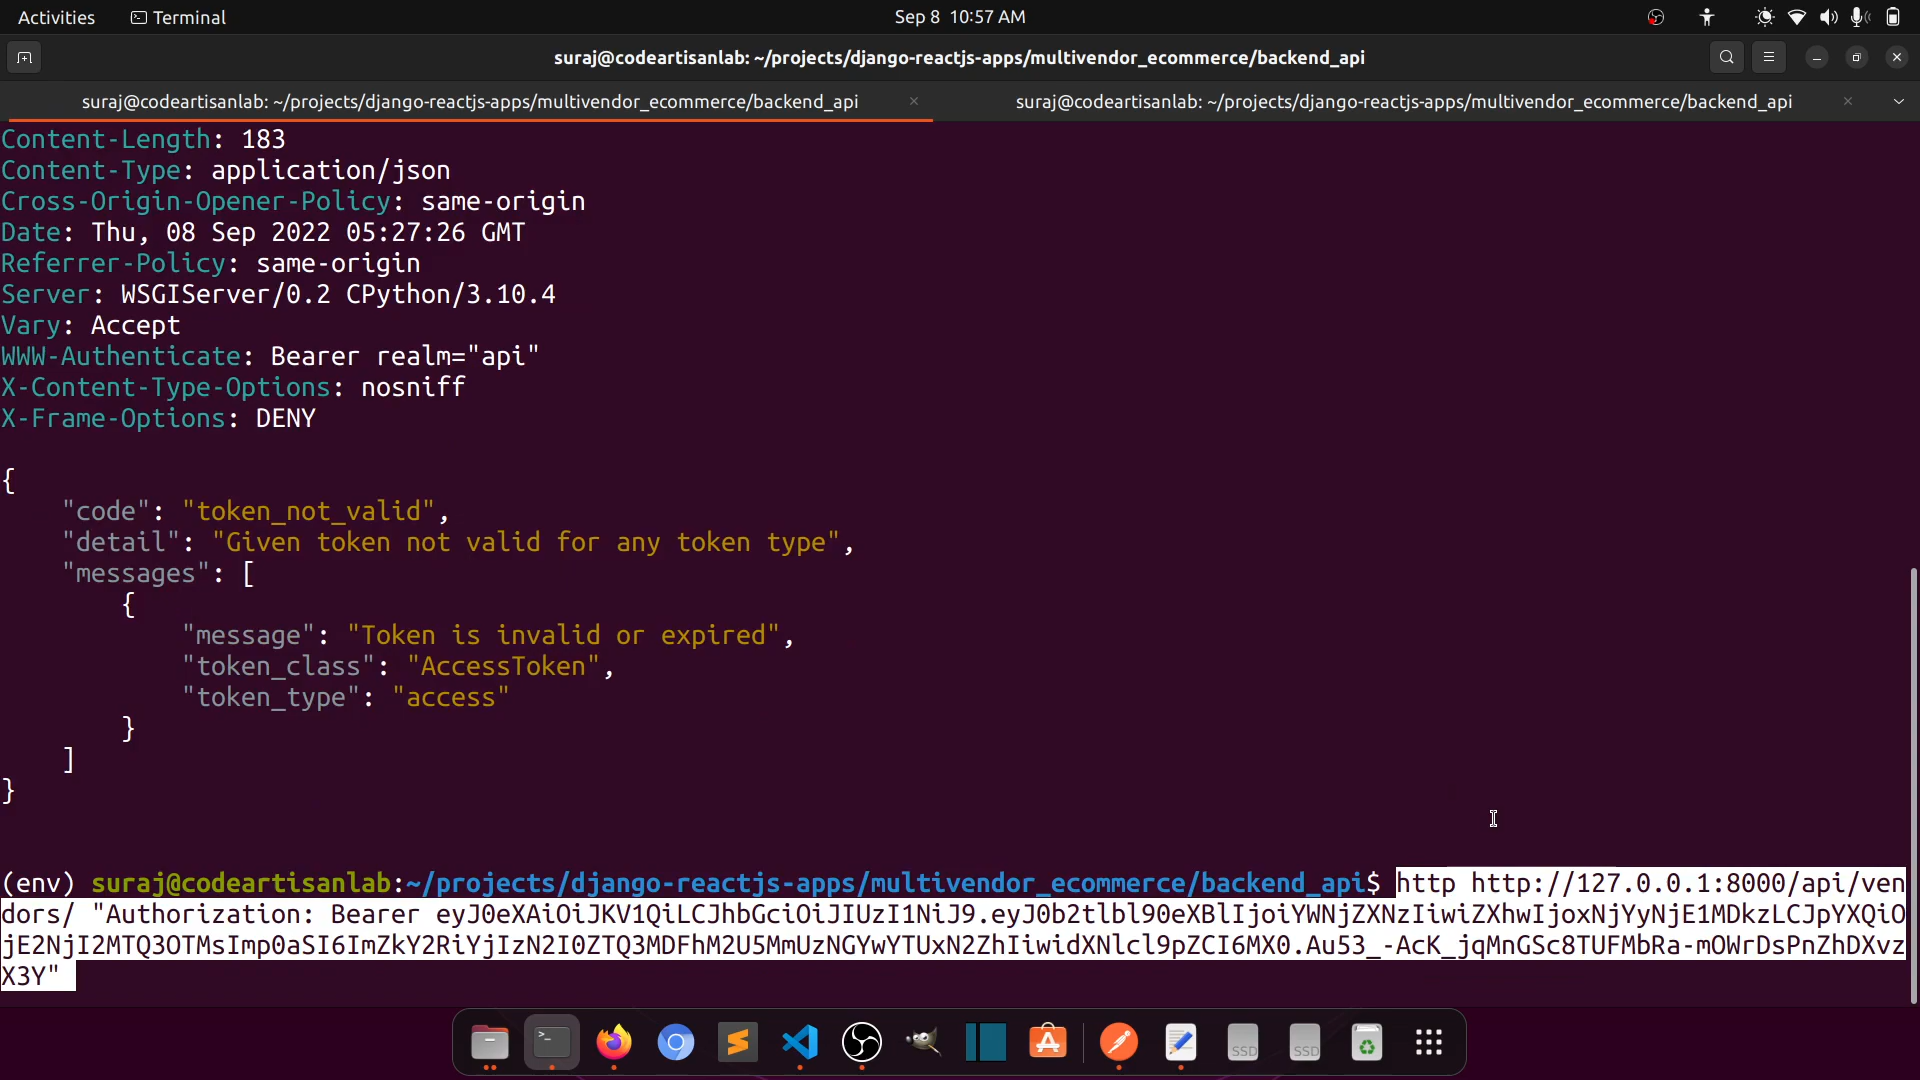 Activities Terminal Sep 8 10:57 AM
suraj@codeartisanlab: ~/projects/django-reactjs-apps/multivendor_ecommerce/backend_api
suraj@codeartisanlab: ~/projects/django-reactjs-apps/multivendor_ecommerce/backend_api × suraj@codeartisanlab: ~/projects/django-reactjs-apps/multivendor_ecommerce/backend_api ×
Content-Length: 183
Content-Type: application/json
Cross-Origin-Opener-Policy: same-origin
Date: Thu, 08 Sep 2022 05:27:26 GMT
Referrer-Policy: same-origin
Server: WSGIServer/0.2 CPython/3.10.4
Vary: Accept
WWW-Authenticate: Bearer realm="api"
X-Content-Type-Options: nosniff
X-Frame-Options: DENY
{
"code": "token_not_valid",
"detail": "Given token not valid for any token type",
"messages": [
{
"message": "Token is invalid or expired",
"token_class": "AccessToken",
"token_type": "access"
}
]
}
(env) suraj@codeartisanlab:~/projects/django-reactjs-apps/multivendor_ecommerce/backend_api$ http http://127.0.0.1:8000/api/ven
dors/ "Authorization: Bearer eyJ0eXAiOiJKV1QiLCJhbGciOiJIUzI1NiJ9.eyJ0b2tlbl90eXBlIjoiYWNjZXNzIiwiZXhwIjoxNjYyNjE1MDkzLCJpYXQiO
jE2NjI2MTQ3OTMsImp0aSI6ImZkY2RiYjIzN2I0ZTQ3MDFhM2U5MmUzNGYwYTUxN2ZhIiwidXNlcl9pZCI6MX0.Au53_-AcK_jqMnGSc8TUFMbRa-mOWrDsPnZhDXvz
X3Y"
SSD SSD